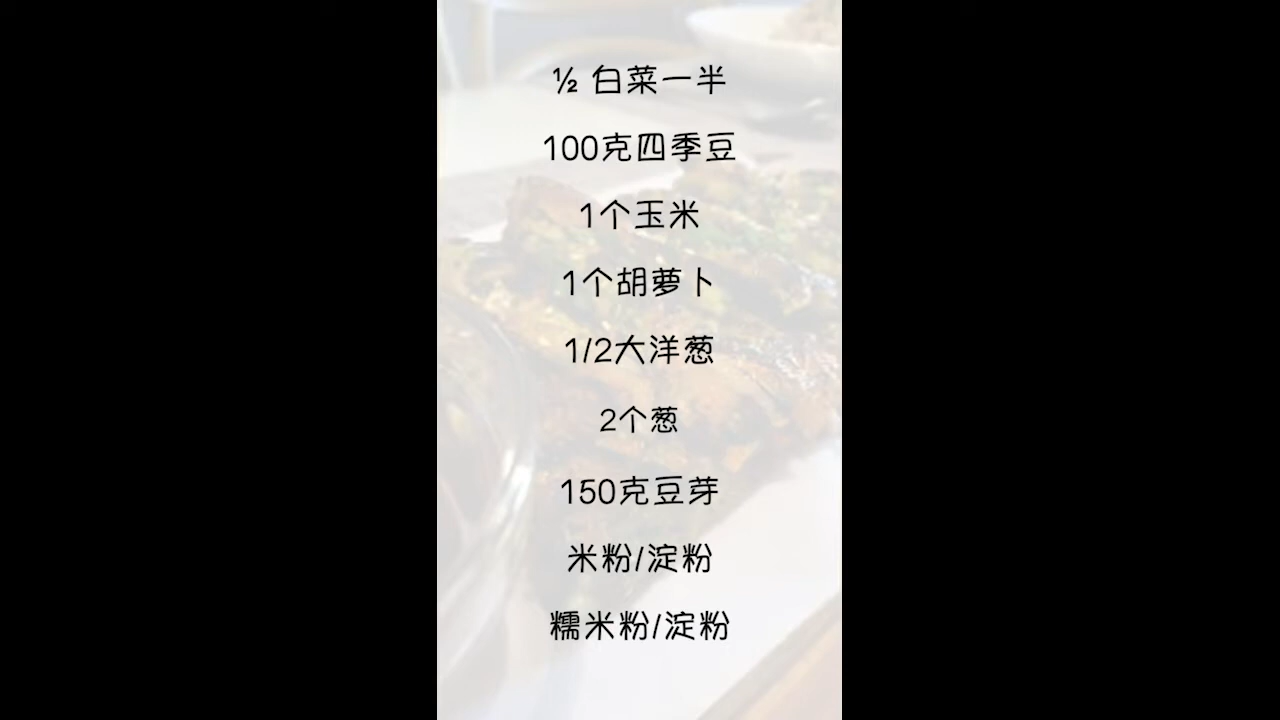 ½ 白菜一半
100克四季豆
1个玉米
1个胡萝卜
1/2大洋葱
2个葱
150克豆芽
米粉/淀粉
糯米粉/淀粉